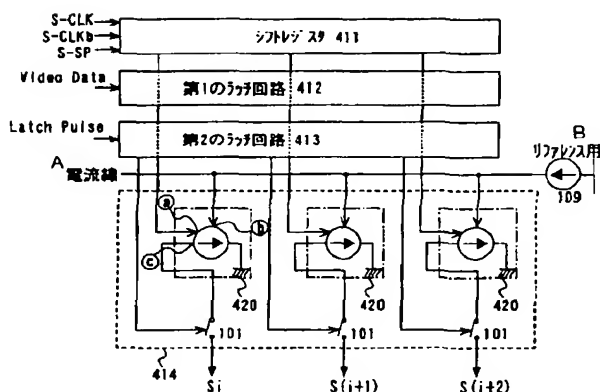 S-CLK
S-CLKb
S-SP
シフトレジスタ 411
Video Data
第1のラッチ回路 412
Latch Pulse
第2のラッチ回路 413
A
電流線
B
リファレンス用
109
a
b
c
420
420
420
101
101
101
414
Si
S(i+1)
S(i+2)